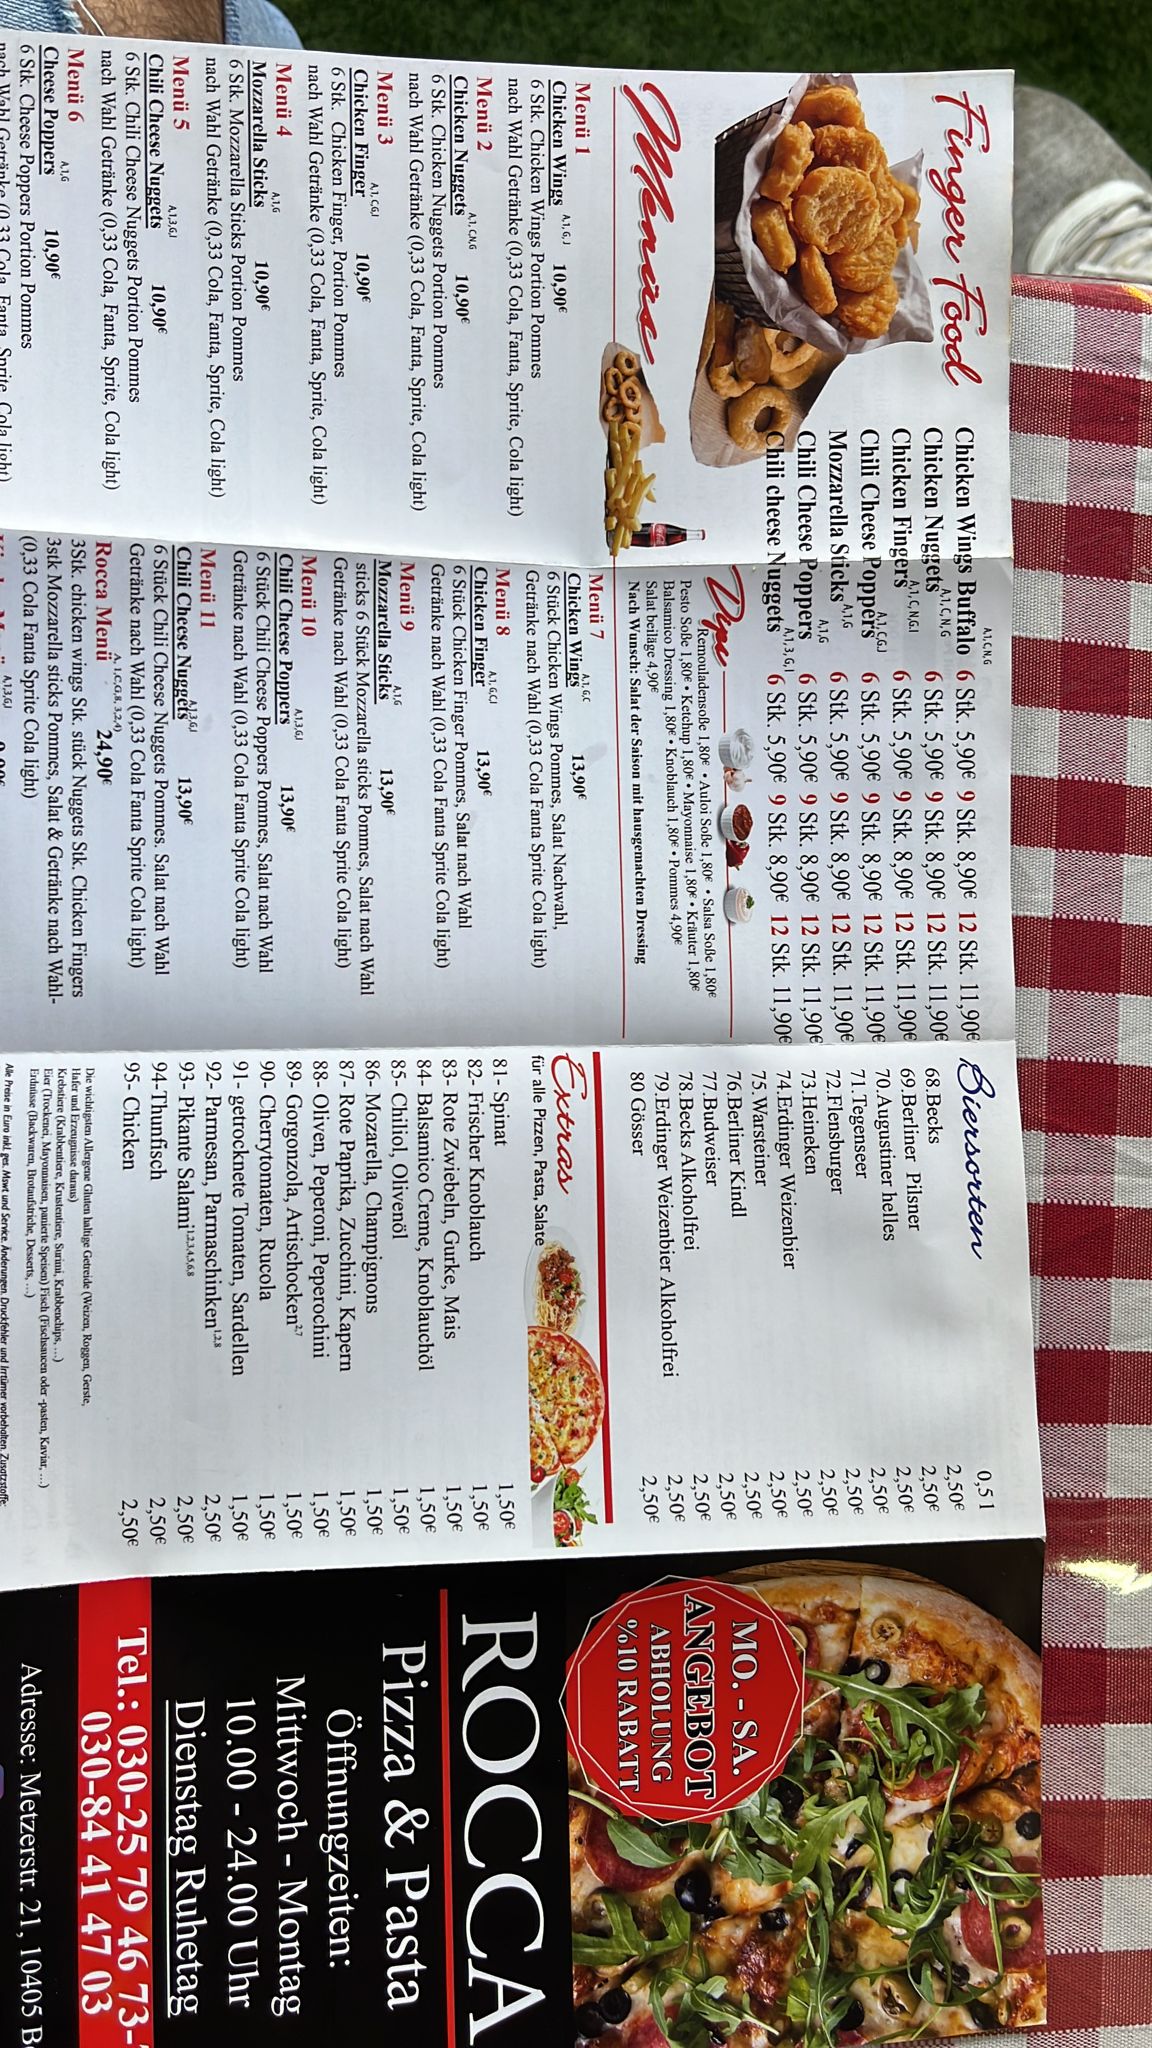 Finger Food
Chicken Wings Buffalo A,1,C,N,G 6 Stk. 5,90€ 9 Stk. 8,90€ 12 Stk. 11,90€
Chicken Nuggets A,1,C,N,G 6 Stk. 5,90€ 9 Stk. 8,90€ 12 Stk. 11,90€
Chicken Fingers A,1,C,N,G,I 6 Stk. 5,90€ 9 Stk. 8,90€ 12 Stk. 11,90€
Chili Cheese Poppers A,1,C,G,J 6 Stk. 5,90€ 9 Stk. 8,90€ 12 Stk. 11,90€
Mozzarella Sticks A,1,G 6 Stk. 5,90€ 9 Stk. 8,90€ 12 Stk. 11,90€
Chili Cheese Poppers A,1,G 6 Stk. 5,90€ 9 Stk. 8,90€ 12 Stk. 11,90€
Chili cheese Nuggets A,1,3,G,I 6 Stk. 5,90€ 9 Stk. 8,90€ 12 Stk. 11,90€
Dips
Remouladensoße 1,80€ • Auloi Soße 1,80€ • Salsa Soße 1,80€
Pesto Soße 1,80€ • Ketchup 1,80€ • Mayonnaise 1,80€ • Kräuter 1,80€
Balsamico Dressing 1,80€ • Knoblauch 1,80€ • Pommes 4,90€
Salat beiläge 4,90€
Nach Wunsch: Salat der Saison mit hausgemachten Dressing
Menüs
Menü 1
Chicken Wings A,1,G,J 10,90€
6 Stk. Chicken Wings Portion Pommes
nach Wahl Getränke (0,33 Cola, Fanta, Sprite, Cola light)
Menü 2
Chicken Nuggets A,1,C,N,G 10,90€
6 Stk. Chicken Nuggets Portion Pommes
nach Wahl Getränke (0,33 Cola, Fanta, Sprite, Cola light)
Menü 3
Chicken Finger A,1,C,G,I 10,90€
6 Stk. Chicken Finger, Portion Pommes
nach Wahl Getränke (0,33 Cola, Fanta, Sprite, Cola light)
Menü 4
Mozzarella Sticks A,1,G 10,90€
6 Stk. Mozzarella Sticks Portion Pommes
nach Wahl Getränke (0,33 Cola, Fanta, Sprite, Cola light)
Menü 5
Chili Cheese Nuggets A,1,3,G,I 10,90€
6 Stk. Chili Cheese Nuggets Portion Pommes
nach Wahl Getränke (0,33 Cola, Fanta, Sprite, Cola light)
Menü 6
Cheese Poppers A,1,G 10,90€
6 Stk. Cheese Poppers Portion Pommes
nach Wahl Getränke (0,33 Cola, Fanta, Sprite, Cola light)
Menü 7
Chicken Wings A,1,G,C 13,90€
6 Stück Chicken Wings Pommes, Salat Nachwahl,
Getränke nach Wahl (0,33 Cola Fanta Sprite Cola light)
Menü 8
Chicken Finger A,1,G,C,I 13,90€
6 Stück Chicken Finger Pommes, Salat nach Wahl
Getränke nach Wahl (0,33 Cola Fanta Sprite Cola light)
Menü 9
Mozzarella Sticks A,1,G 13,90€
sticks 6 Stück Mozzarella sticks Pommes, Salat nach Wahl
Getränke nach Wahl (0,33 Cola Fanta Sprite Cola light)
Menü 10
Chili Cheese Poppers A,1,3,G,I 13,90€
6 Stück Chili Cheese Poppers Pommes, Salat nach Wahl
Getränke nach Wahl (0,33 Cola Fanta Sprite Cola light)
Menü 11
Chili Cheese Nuggets A,1,3,G,I 13,90€
6 Stück Chili Cheese Nuggets Pommes. Salat nach Wahl
Getränke nach Wahl (0,33 Cola Fanta Sprite Cola light)
Rocca Menü A, 1,C,G,8, 3,2,4) 24,90€
3Stk. chicken wings Stk. stück Nuggets Stk. Chicken Fingers
3stk Mozzarella sticks Pommes, Salat & Getränke nach Wahl-
(0,33 Cola Fanta Sprite Cola light)
A,1,3,G,I
Biersorten 0,5 l
68.Becks 2,50€
69.Berliner Pilsner 2,50€
70.Augustiner helles 2,50€
71.Tegenseer 2,50€
72.Flensburger 2,50€
73.Heineken 2,50€
74.Erdinger Weizenbier 2,50€
75.Warsteiner 2,50€
76.Berliner Kindl 2,50€
77.Budweiser 2,50€
78.Becks Alkoholfrei 2,50€
79.Erdinger Weizenbier Alkoholfrei 2,50€
80 Gösser 2,50€
Extras
für alle Pizzen, Pasta, Salate
81- Spinat 1,50€
82- Frischer Knoblauch 1,50€
83- Rote Zwiebeln, Gurke, Mais 1,50€
84- Balsamico Creme, Knoblauchöl 1,50€
85- Chiliol, Olivenöl 1,50€
86- Mozarella, Champignons 1,50€
87- Rote Paprika, Zucchini, Kapern 1,50€
88- Oliven, Peperoni, Peperochini 1,50€
89- Gorgonzola, Artischocken2,7 1,50€
90- Cherrytomaten, Rucola 1,50€
91- getrocknete Tomaten, Sardellen 1,50€
92- Parmesan, Parmaschinken1,2,8 2,50€
93- Pikante Salami1,2,3,4,5,6,8 2,50€
94-Thunfisch 2,50€
95- Chicken 2,50€
Die wichtigsten Allergene Gluten haltige Getreide (Weizen, Roggen, Gerste,
Hafer und Erzeugnisse daraus)
Krebstiere (Krabbentiere, Krustentiere, Surimi, Krabbenchips, ...)
Eier (Trockenei, Mayonnaisen, panierte Speisen) Fisch (Fischsaucen oder -pasten, Kaviar, ...)
Erdnüsse (Backwaren, Brotaufstriche, Desserts, ...)
Alle Preise in Euro inkl. ges. Mswt und Service. Änderungen, Druckfehler und Irrtümer vorbehalten. Zusatzstoffe:
MO. - SA.
ANGEBOT
ABHOLUNG
%10 RABATT
ROCCA
Pizza & Pasta
Öffnungzeiten:
Mittwoch - Montag
10.00 - 24.00 Uhr
Dienstag Ruhetag
Tel.: 030-25 79 46 73-
030-84 41 47 03
Adresse: Metzerstr. 21, 10405